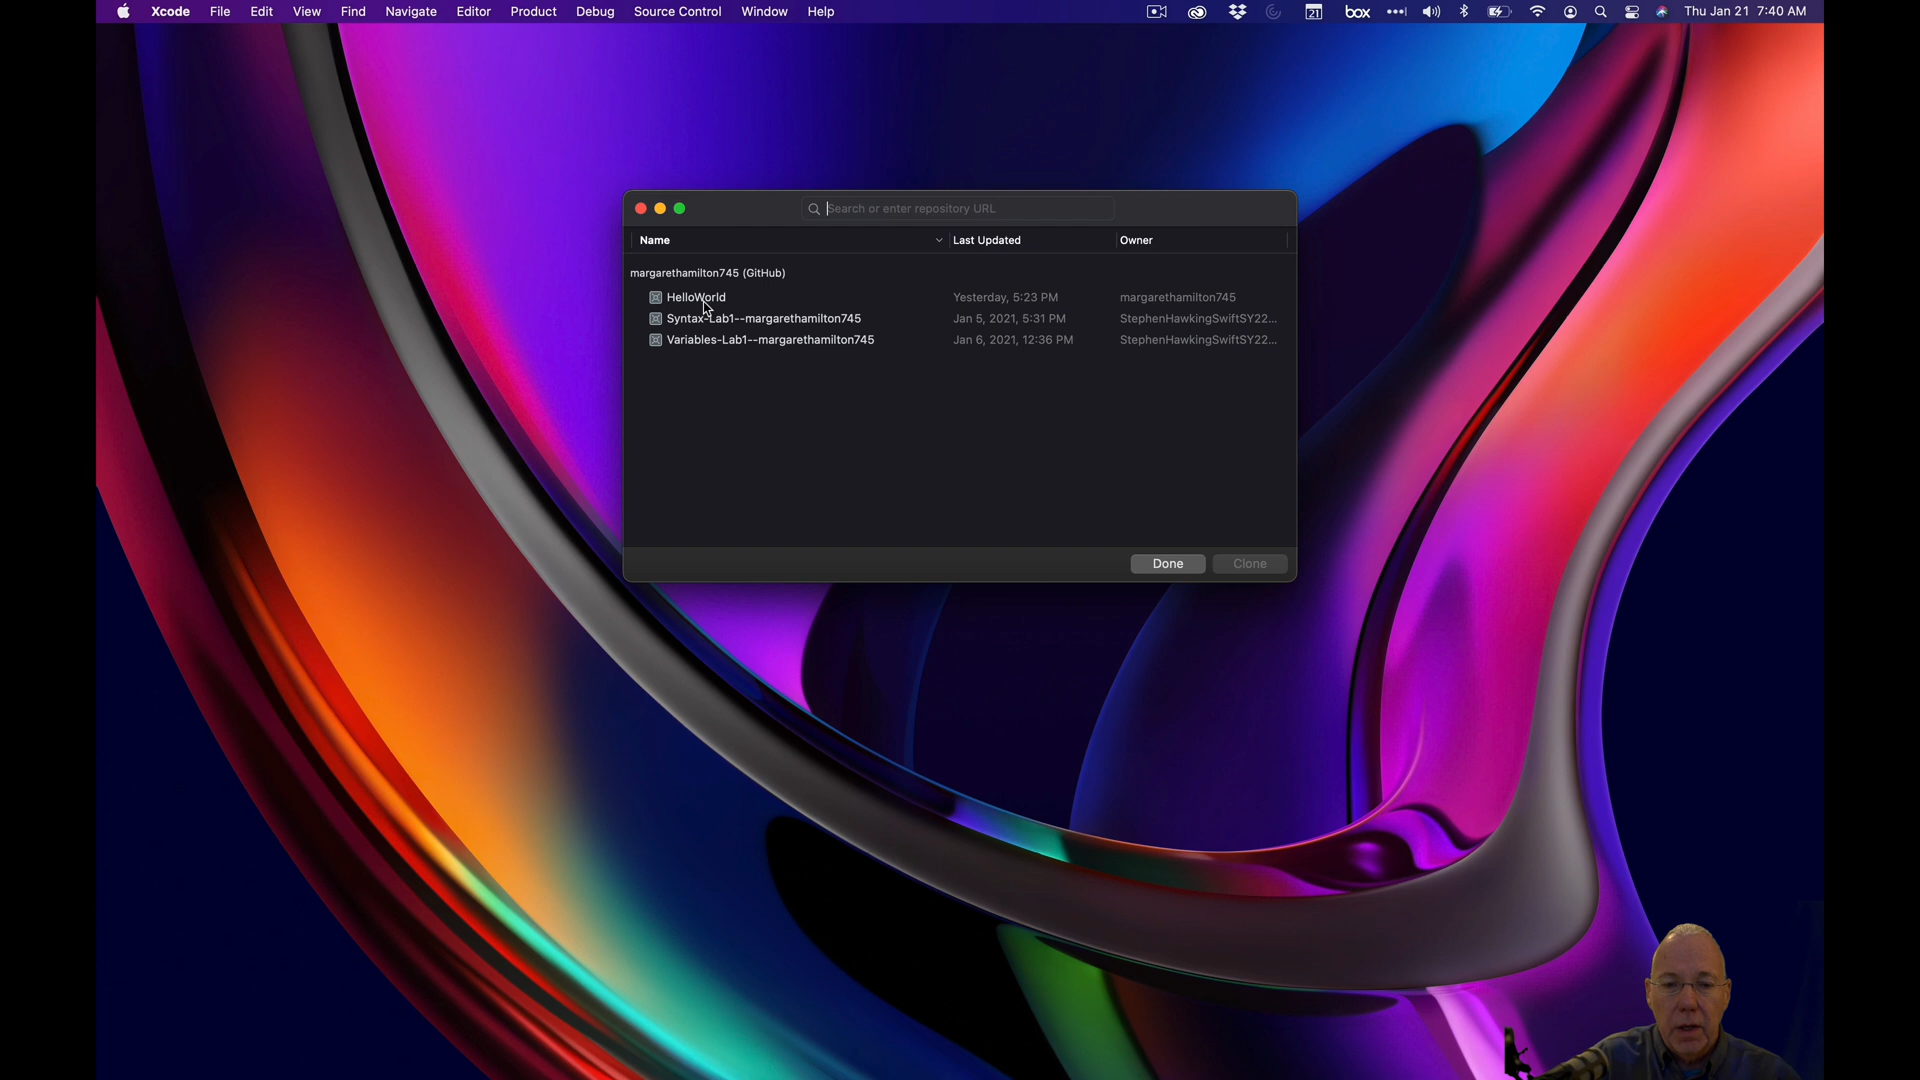 Xcode File Edit View Find Navigate Editor Product Debug Source Control Window Help 21 box Thu Jan 21 7:40 AM
Search or enter repository URL
Name Last Updated Owner
margarethamilton745 (GitHub)
HelloWorld Yesterday, 5:23 PM margarethamilton745
Syntax-Lab1--margarethamilton745 Jan 5, 2021, 5:31 PM StephenHawkingSwiftSY22...
Variables-Lab1--margarethamilton745 Jan 6, 2021, 12:36 PM StephenHawkingSwiftSY22...
Done Clone